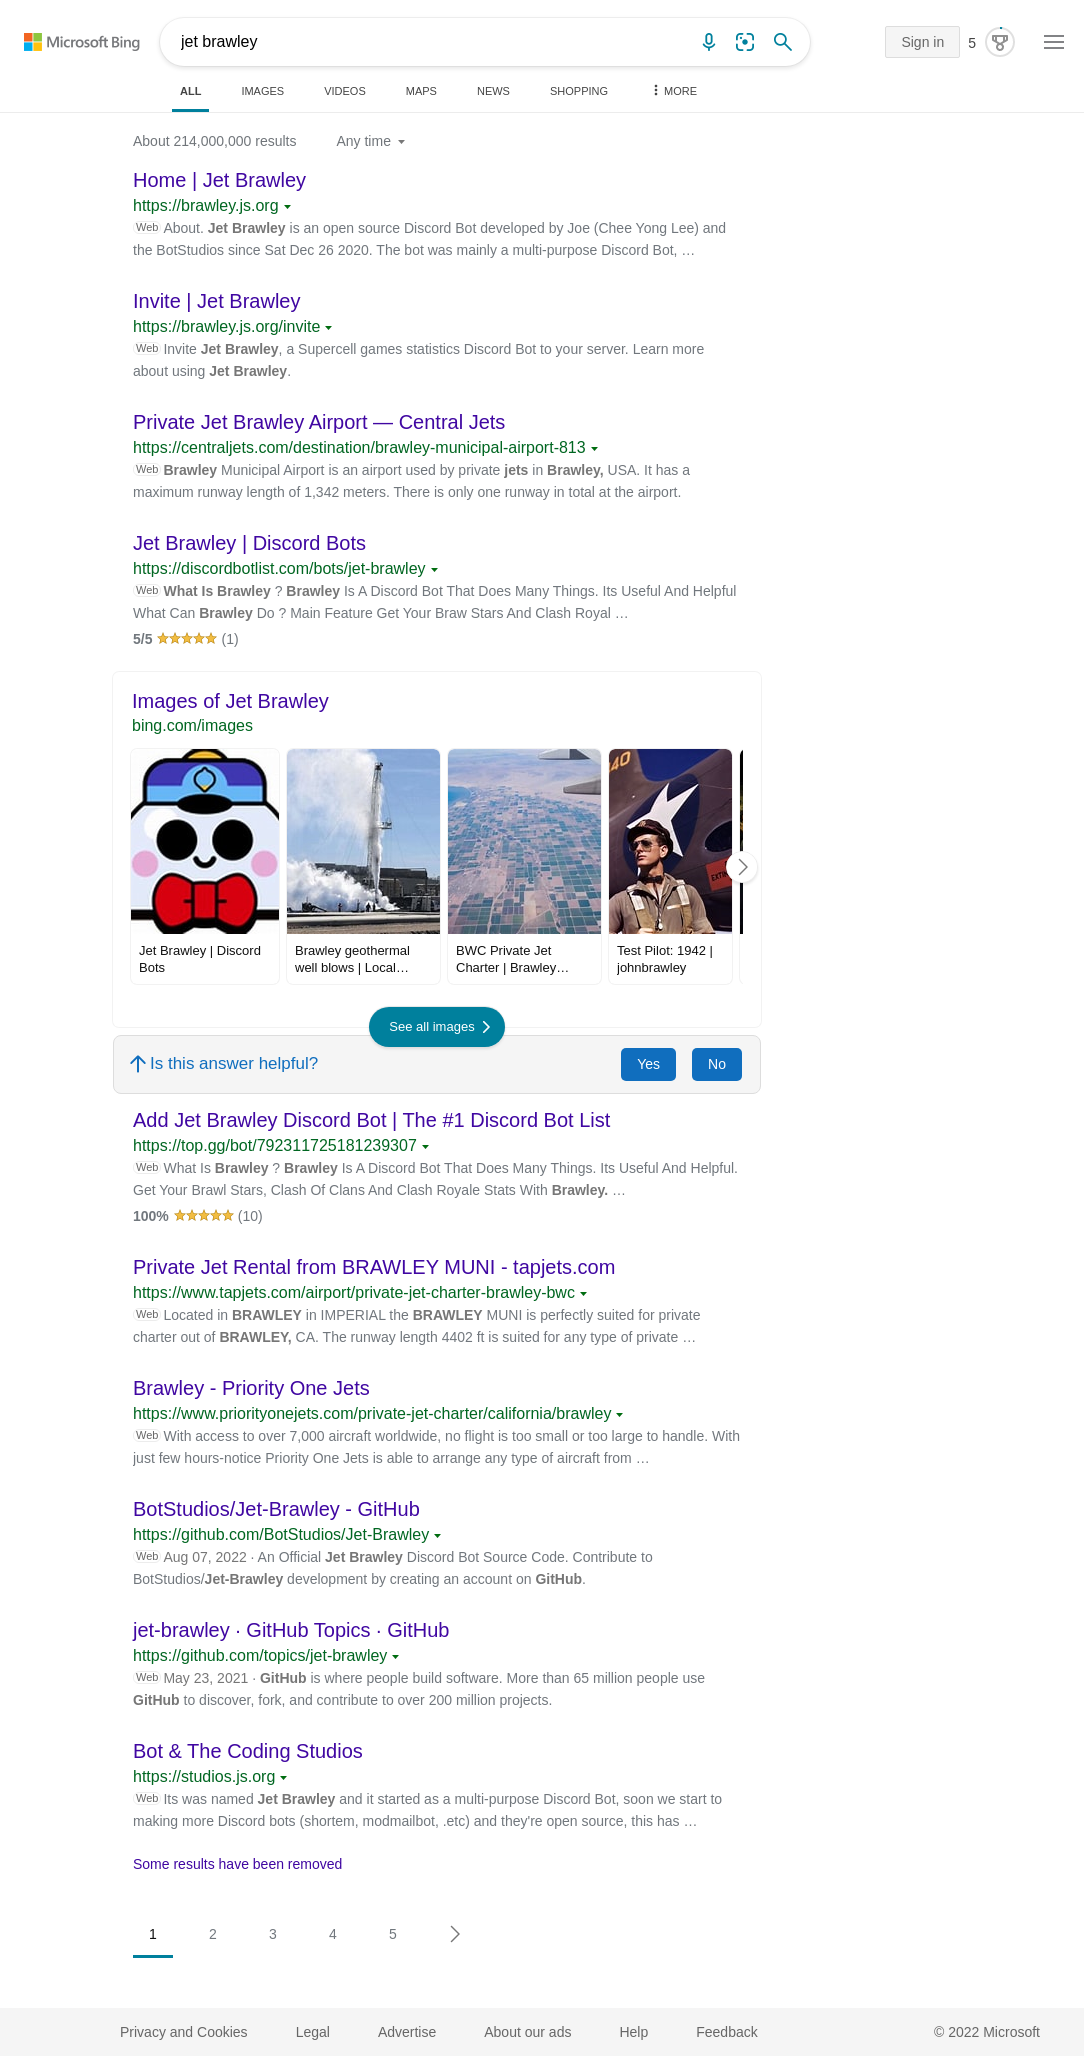 Microsoft Bing
jet brawley
Sign in
5
ALL
IMAGES
VIDEOS
MAPS
NEWS
SHOPPING
MORE
About 214,000,000 results
Any time
Home | Jet Brawley
https://brawley.js.org
Web About. Jet Brawley is an open source Discord Bot developed by Joe (Chee Yong Lee) and
the BotStudios since Sat Dec 26 2020. The bot was mainly a multi-purpose Discord Bot, …
Invite | Jet Brawley
https://brawley.js.org/invite
Web Invite Jet Brawley, a Supercell games statistics Discord Bot to your server. Learn more
about using Jet Brawley.
Private Jet Brawley Airport — Central Jets
https://centraljets.com/destination/brawley-municipal-airport-813
Web Brawley Municipal Airport is an airport used by private jets in Brawley, USA. It has a
maximum runway length of 1,342 meters. There is only one runway in total at the airport.
Jet Brawley | Discord Bots
https://discordbotlist.com/bots/jet-brawley
Web What Is Brawley ? Brawley Is A Discord Bot That Does Many Things. Its Useful And Helpful
What Can Brawley Do ? Main Feature Get Your Braw Stars And Clash Royal …
5/5 (1)
Images of Jet Brawley
bing.com/images
40
EXTIN
Jet Brawley | Discord
Bots
Brawley geothermal
well blows | Local…
BWC Private Jet
Charter | Brawley…
Test Pilot: 1942 |
johnbrawley
See all images
Is this answer helpful?
Yes
No
Add Jet Brawley Discord Bot | The #1 Discord Bot List
https://top.gg/bot/792311725181239307
Web What Is Brawley ? Brawley Is A Discord Bot That Does Many Things. Its Useful And Helpful.
Get Your Brawl Stars, Clash Of Clans And Clash Royale Stats With Brawley. …
100% (10)
Private Jet Rental from BRAWLEY MUNI - tapjets.com
https://www.tapjets.com/airport/private-jet-charter-brawley-bwc
Web Located in BRAWLEY in IMPERIAL the BRAWLEY MUNI is perfectly suited for private
charter out of BRAWLEY, CA. The runway length 4402 ft is suited for any type of private …
Brawley - Priority One Jets
https://www.priorityonejets.com/private-jet-charter/california/brawley
Web With access to over 7,000 aircraft worldwide, no flight is too small or too large to handle. With
just few hours-notice Priority One Jets is able to arrange any type of aircraft from …
BotStudios/Jet-Brawley - GitHub
https://github.com/BotStudios/Jet-Brawley
Web Aug 07, 2022 · An Official Jet Brawley Discord Bot Source Code. Contribute to
BotStudios/Jet-Brawley development by creating an account on GitHub.
jet-brawley · GitHub Topics · GitHub
https://github.com/topics/jet-brawley
Web May 23, 2021 · GitHub is where people build software. More than 65 million people use
GitHub to discover, fork, and contribute to over 200 million projects.
Bot & The Coding Studios
https://studios.js.org
Web Its was named Jet Brawley and it started as a multi-purpose Discord Bot, soon we start to
making more Discord bots (shortem, modmailbot, .etc) and they're open source, this has …
Some results have been removed
1
2
3
4
5
Privacy and Cookies
Legal
Advertise
About our ads
Help
Feedback
© 2022 Microsoft